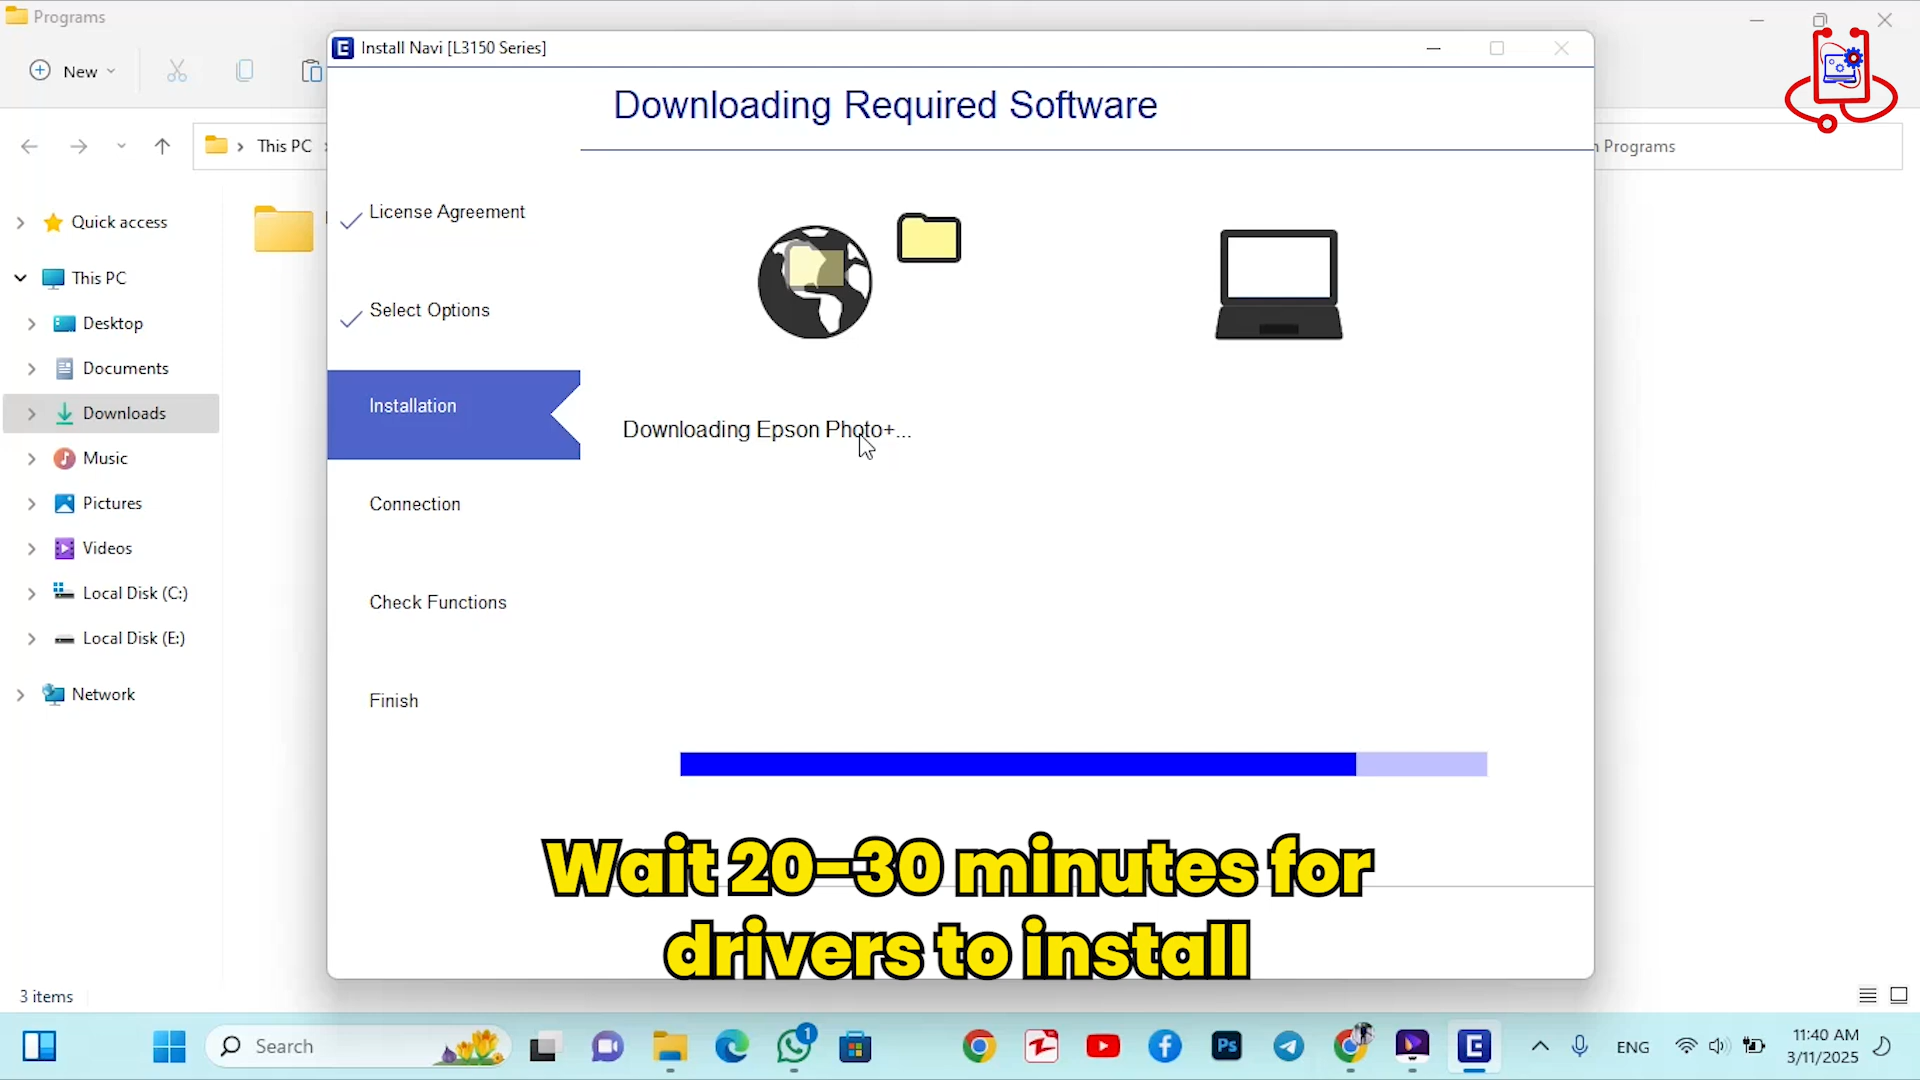 Programs
Install Navi [L3150 Series]
New
Downloading Required Software
This PC
Programs
License Agreement
Quick access
This PC
Select Options
Desktop
Documents
Installation
Downloads
Downloading Epson Photo+...
Music
Pictures
Connection
Videos
Local Disk (C:)
Check Functions
Local Disk (E:)
Network
Finish
Wait 20–30 minutes for
drivers to install
3 items
Search
1
Ps
ENG
11:40 AM
3/11/2025